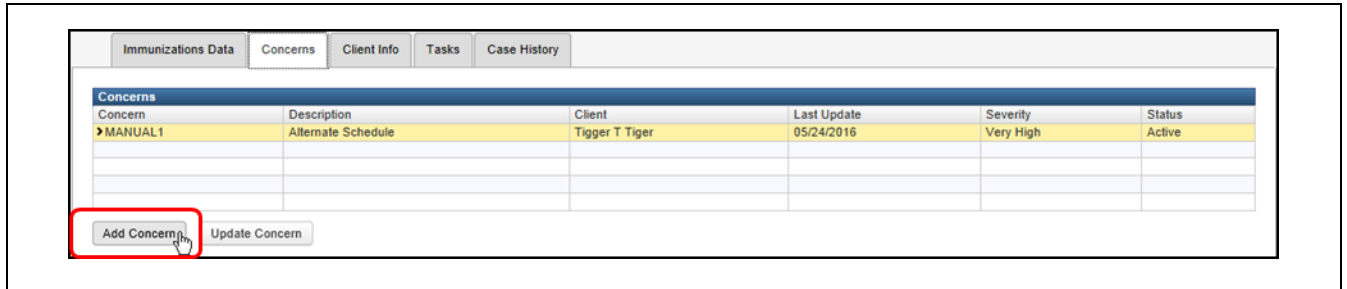 Immunizations Data Concerns Client Info Tasks Case History
Concerns
Concern Description Client Last Update Severity Status
MANUAL1 Alternate Schedule Tigger T Tiger 05/24/2016 Very High Active
Add Concern Update Concern